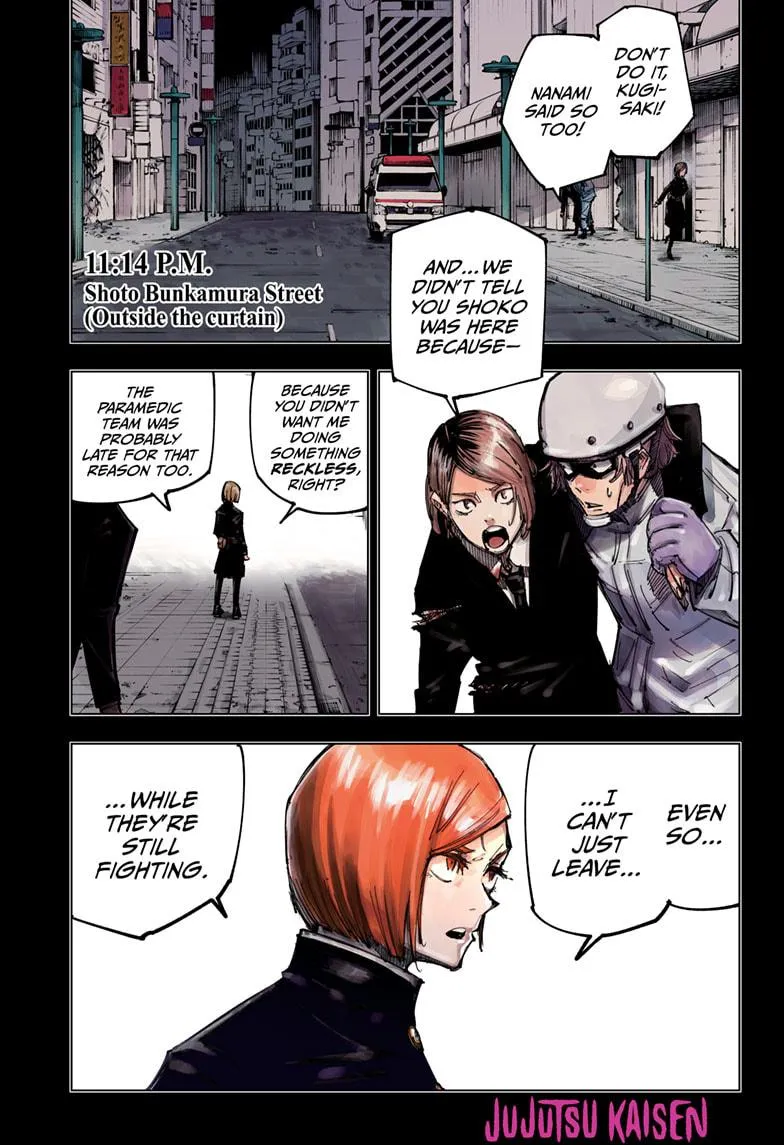 DON'T
DO IT,
KUGI-
SAKI!
NANAMI
SAID SO
TOO!
11:14 P.M.
Shoto Bunkamura Street
(Outside the curtain)
AND...WE
DIDN'T TELL
YOU SHOKO
WAS HERE
BECAUSE—
BECAUSE
YOU DIDN'T
WANT ME
DOING
SOMETHING
RECKLESS,
RIGHT?
THE
PARAMEDIC
TEAM WAS
PROBABLY
LATE FOR THAT
REASON TOO.
EVEN
SO...
...I
CAN'T
JUST
LEAVE...
...WHILE
THEY'RE
STILL
FIGHTING.
JUJUTSU KAISEN